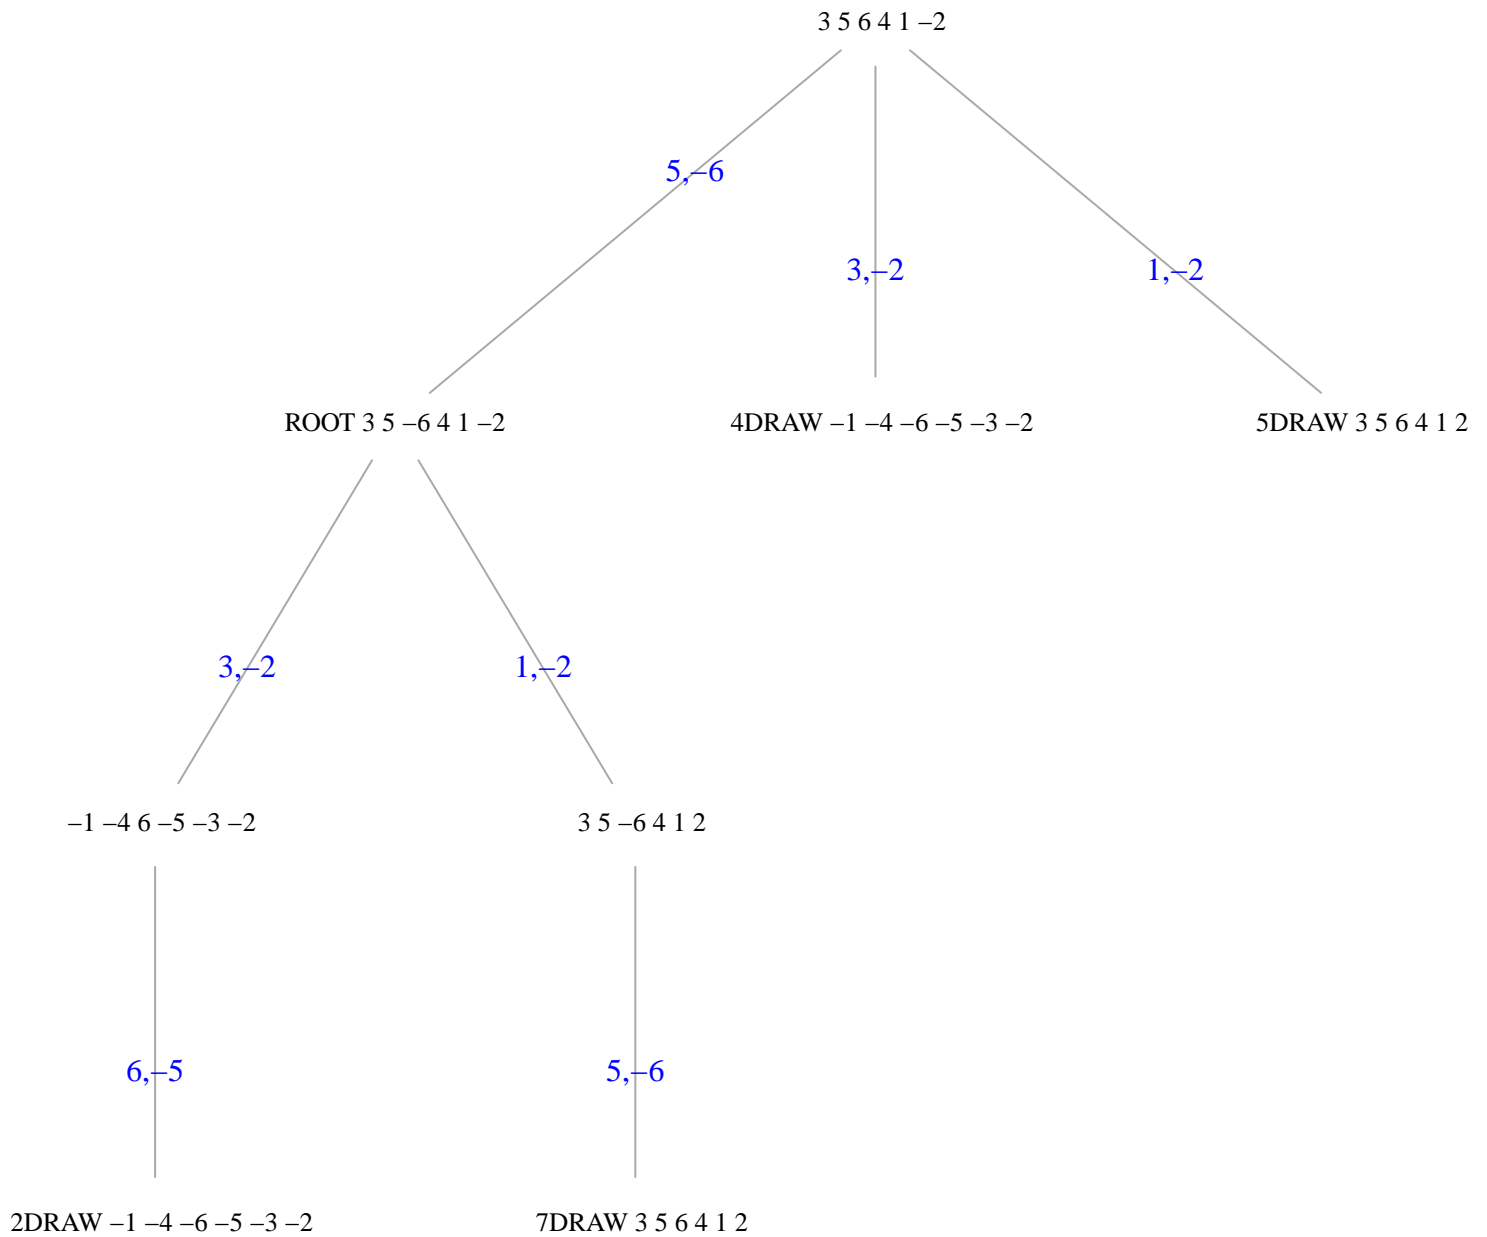 3 5 6 4 1 –2
5,–6
3,–2
1,–2
ROOT 3 5 –6 4 1 –2
4DRAW –1 –4 –6 –5 –3 –2
5DRAW 3 5 6 4 1 2
3,–2
1,–2
–1 –4 6 –5 –3 –2
3 5 –6 4 1 2
6,–5
5,–6
2DRAW –1 –4 –6 –5 –3 –2
7DRAW 3 5 6 4 1 2